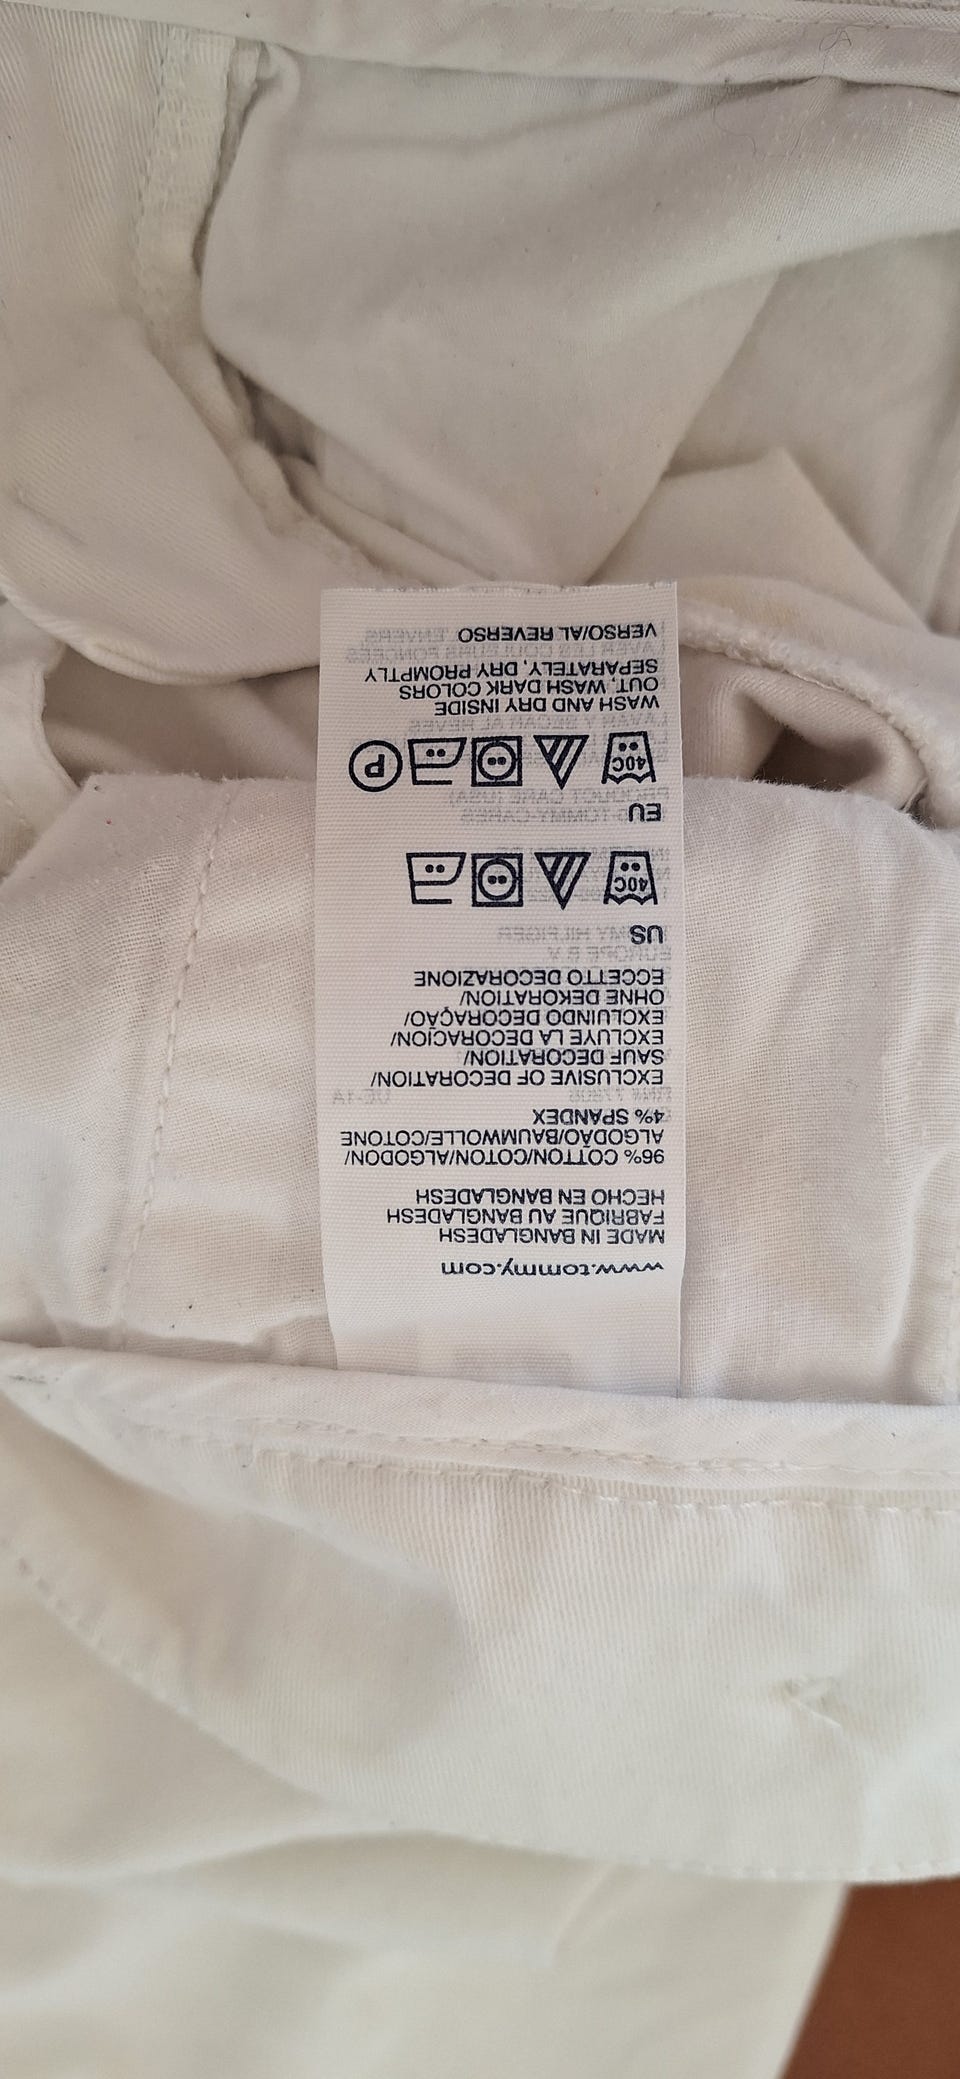 www.tommy.com
MADE IN BANGLADESH
FABRIQUE AU BANGLADESH
HECHO EN BANGLADESH
96% COTTON/COTON/ALGODON/
ALGODÃO/BAUMWOLLE/COTONE
4% SPANDEX
EXCLUSIVE OF DECORATION/
SAUF DECORATION/
EXCLUYE LA DECORACION/
EXCLUINDO DECORAÇÃO/
OHNE DEKORATION/
ECCETTO DECORAZIONE
US
40C
EU
40C
P
WASH AND DRY INSIDE
OUT, WASH DARK COLORS
SEPARATELY, DRY PROMPTLY
VERSO/AL REVERSO